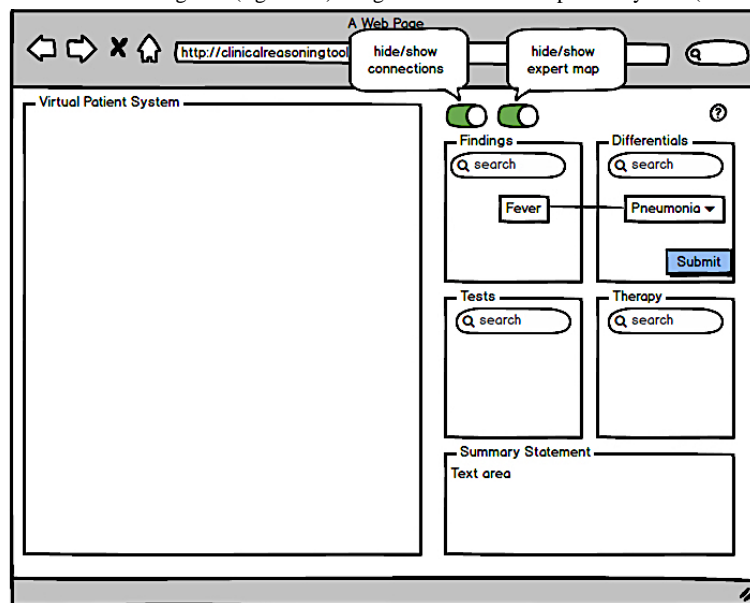 A Web Page
http://clinicalreasoningtool
hide/show
connections
hide/show
expert map
Virtual Patient System
?
Findings
search
Fever
Differentials
search
Pneumonia
Submit
Tests
search
Therapy
search
Summary Statement
Text area